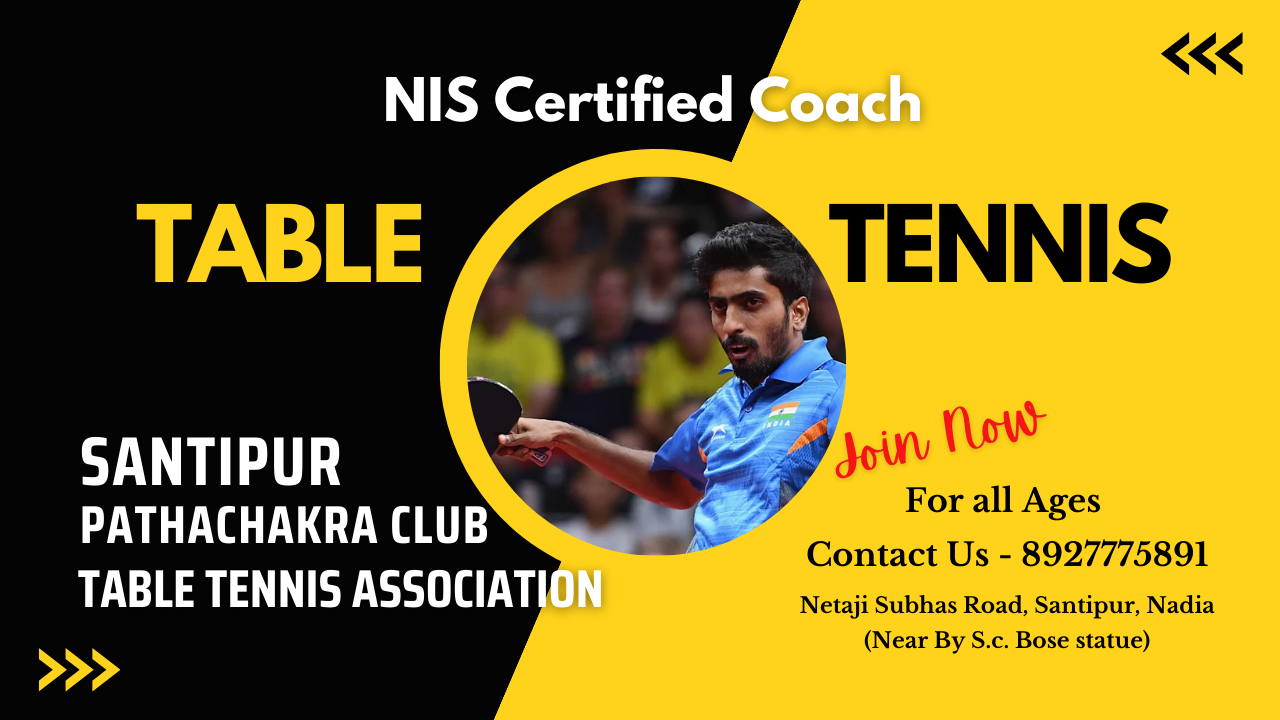 NIS Certified Coach
TABLE TENNIS
INDIA
SANTIPUR
PATHACHAKRA CLUB
TABLE TENNIS ASSOCIATION
Join Now
For all Ages
Contact Us - 8927775891
Netaji Subhas Road, Santipur, Nadia
(Near By S.c. Bose statue)